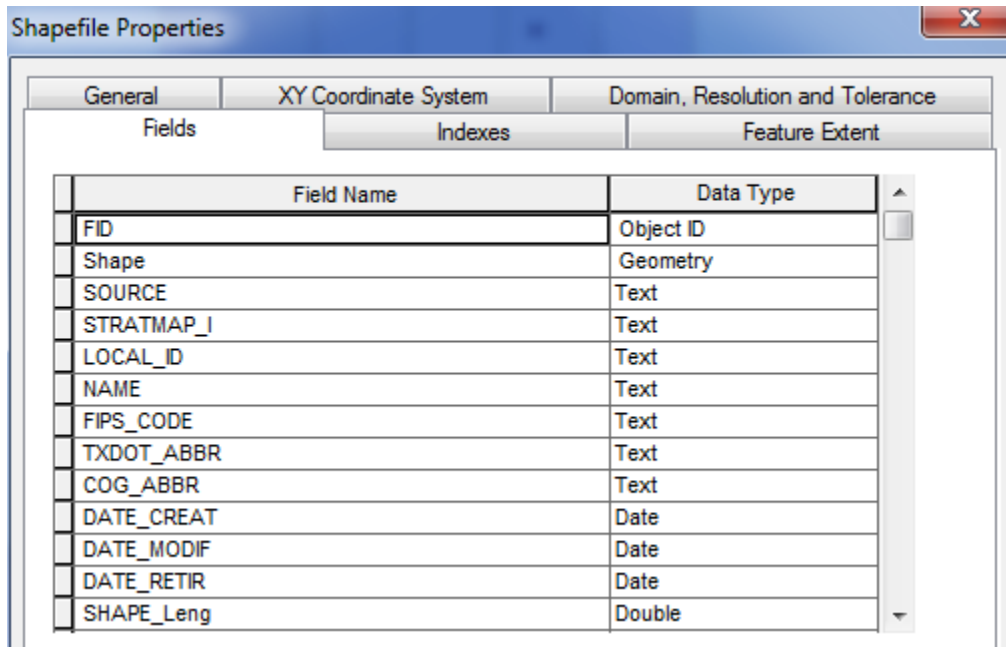 Shapefile Properties
X
General XY Coordinate System Domain, Resolution and Tolerance
Fields Indexes Feature Extent
Field Name Data Type
FID Object ID
Shape Geometry
SOURCE Text
STRATMAP_I Text
LOCAL_ID Text
NAME Text
FIPS_CODE Text
TXDOT_ABBR Text
COG_ABBR Text
DATE_CREAT Date
DATE_MODIF Date
DATE_RETIR Date
SHAPE_Leng Double